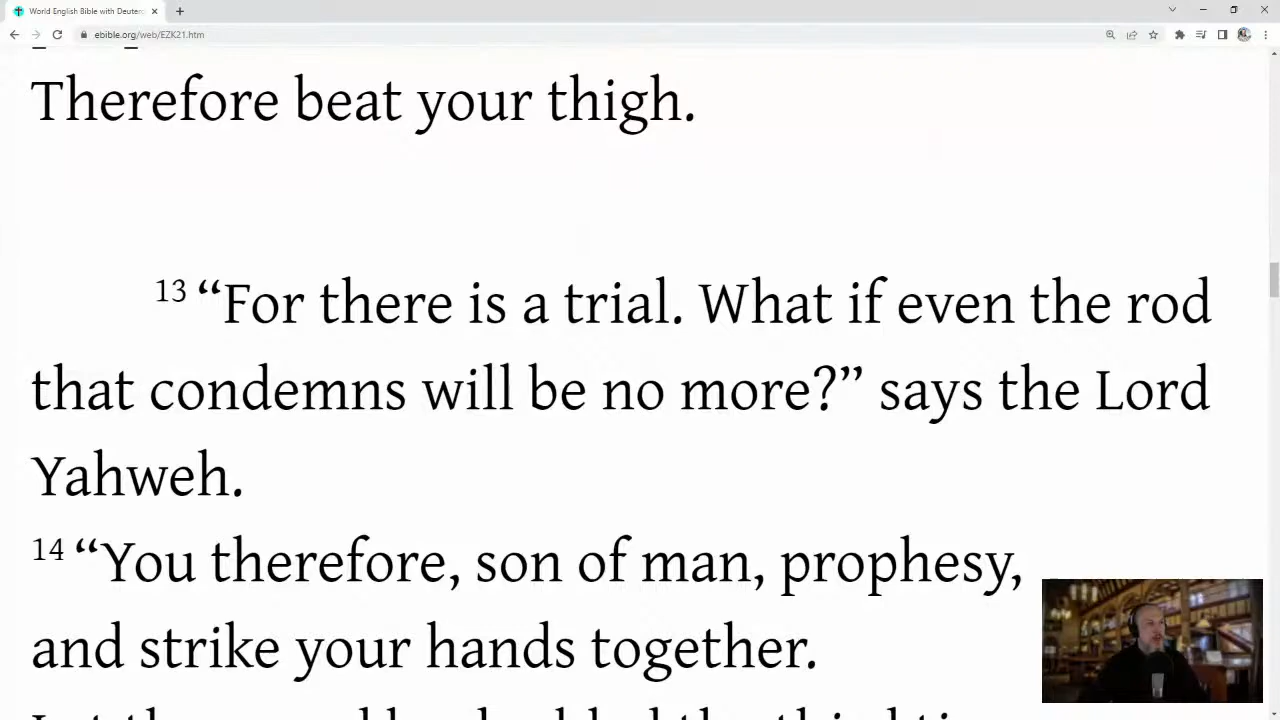 World English Bible with Deuter
ebible.org/web/EZK21.htm
Therefore beat your thigh.
13 “For there is a trial. What if even the rod
that condemns will be no more?” says the Lord
Yahweh.
14 “You therefore, son of man, prophesy,
and strike your hands together.